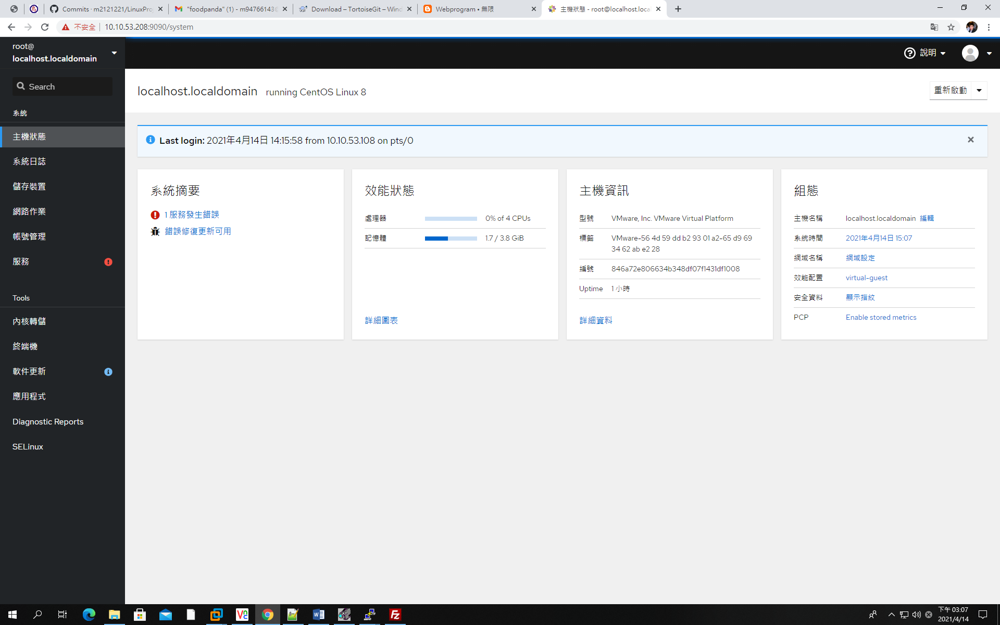 Commits · m2121221/LinuxPro
"foodpanda" (1) - m94766143
Download – TortoiseGit – Wind
Webprogram • 無限
主機狀態 - root@localhost.local
不安全
10.10.53.208:9090/system
root@
localhost.localdomain
說明
Search
localhost.localdomain running CentOS Linux 8
重新啟動
系統
主機狀態
系統日誌
儲存裝置
網路作業
帳號管理
服務
Tools
內核轉儲
終端機
軟件更新
應用程式
Diagnostic Reports
SELinux
Last login: 2021年4月14日 14:15:58 from 10.10.53.108 on pts/0
系統摘要
1 服務發生錯誤
錯誤修復更新可用
效能狀態
處理器 0% of 4 CPUs
記憶體 1.7 / 3.8 GiB
詳細圖表
主機資訊
型號 VMware, Inc. VMware Virtual Platform
標籤 VMware-56 4d 59 dd b2 93 01 a2-65 d9 69
34 62 ab e2 28
編號 846a72e806634b348df07f1431df1008
Uptime 1 小時
詳細資料
組態
主機名稱 localhost.localdomain 編輯
系統時間 2021年4月14日 15:07
網域名稱 網域設定
效能配置 virtual-guest
安全資料 顯示指紋
PCP Enable stored metrics
下午 03:07
2021/4/14